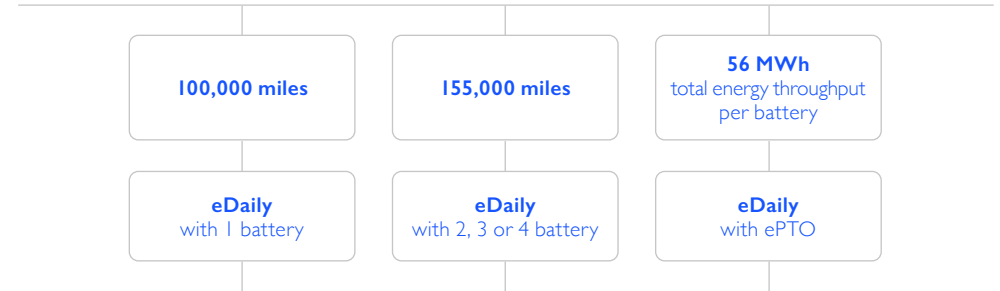 100,000 miles
155,000 miles
56 MWh
total energy throughput
per battery
eDaily
with 1 battery
eDaily
with 2, 3 or 4 battery
eDaily
with ePTO